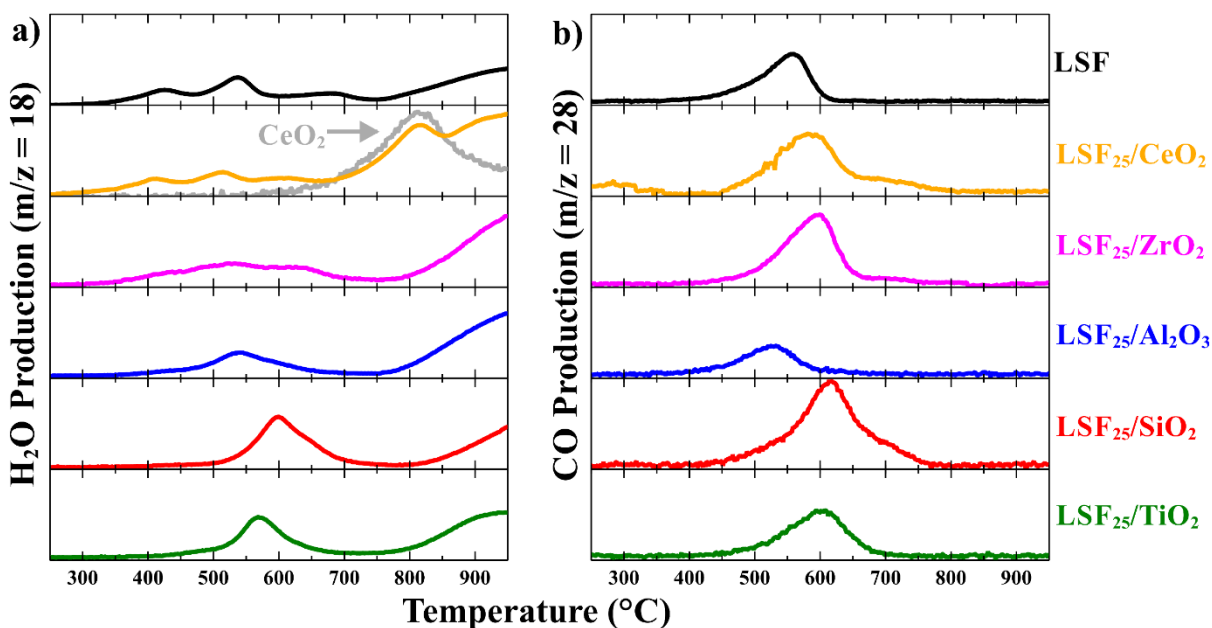 a)
H₂O Production (m/z = 18)
CeO₂
300 400 500 600 700 800 900
b)
CO Production (m/z = 28)
300 400 500 600 700 800 900
LSF
LSF₂₅/CeO₂
LSF₂₅/ZrO₂
LSF₂₅/Al₂O₃
LSF₂₅/SiO₂
LSF₂₅/TiO₂
Temperature (°C)